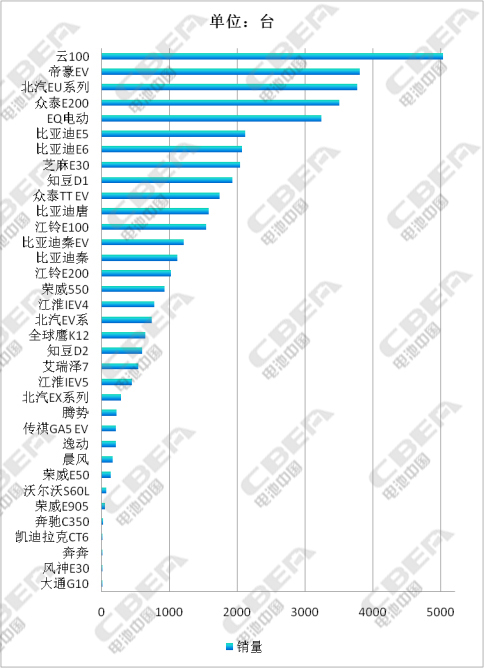 单位：台
云100
帝豪EV
北汽EU系列
众泰E200
EQ电动
比亚迪E5
比亚迪E6
芝麻E30
知豆D1
众泰TT EV
比亚迪唐
江铃E100
比亚迪秦EV
比亚迪秦
江铃E200
荣威550
江淮IEV4
北汽EV系
全球鹰K12
知豆D2
艾瑞泽7
江淮IEV5
北汽EX系列
腾势
传祺GA5 EV
逸动
晨风
荣威E50
沃尔沃S60L
荣威E905
奔驰C350
凯迪拉克CT6
奔奔
风神E30
大通G10
0 1000 2000 3000 4000 5000
销量
CBEA
电池中国